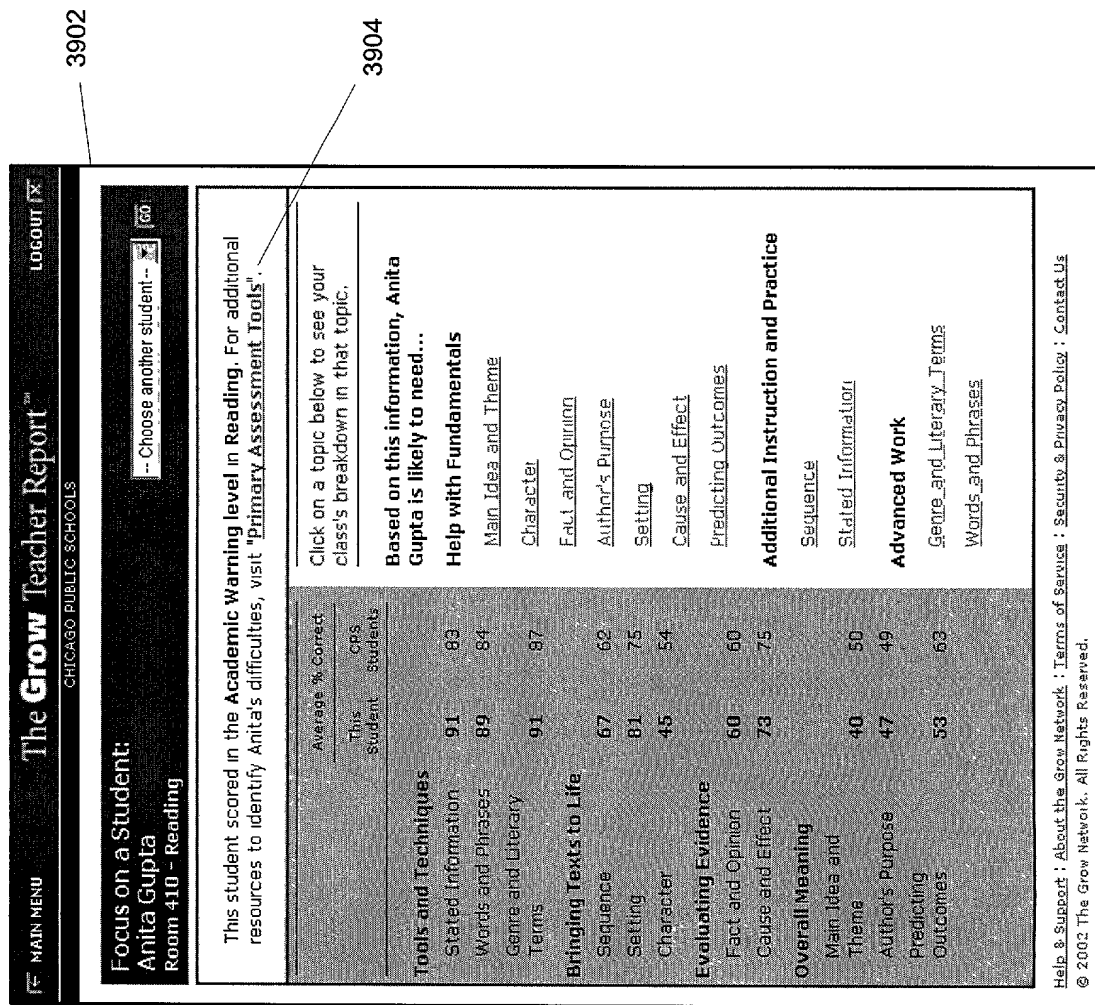 MAIN MENU The Grow Teacher Report™ LOGOUT X
CHICAGO PUBLIC SCHOOLS
Focus on a Student:
Anita Gupta
Room 410 - Reading
-- Choose another student --
GO
This student scored in the Academic Warning level in Reading. For additional
resources to identify Anita's difficulties, visit "Primary Assessment Tools".
Average % Correct
This Student CPS Students
Tools and Techniques
Stated Information 91 83
Words and Phrases 89 84
Genre and Literary
Terms 91 87
Bringing Texts to Life
Sequence 67 62
Setting 81 75
Character 45 54
Evaluating Evidence
Fact and Opinion 60 60
Cause and Effect 73 75
Overall Meaning
Main Idea and
Theme 40 50
Author's Purpose 47 49
Predicting
Outcomes 53 63
Click on a topic below to see your
class's breakdown in that topic.
Based on this information, Anita
Gupta is likely to need...
Help with Fundamentals
Main Idea and Theme
Character
Fact and Opinion
Author's Purpose
Setting
Cause and Effect
Predicting Outcomes
Additional Instruction and Practice
Sequence
Stated Information
Advanced Work
Genre and Literary Terms
Words and Phrases
Help & Support ¦ About the Grow Network ¦ Terms of Service ¦ Security & Privacy Policy ¦ Contact Us
© 2002 The Grow Network. All Rights Reserved.
3902
3904